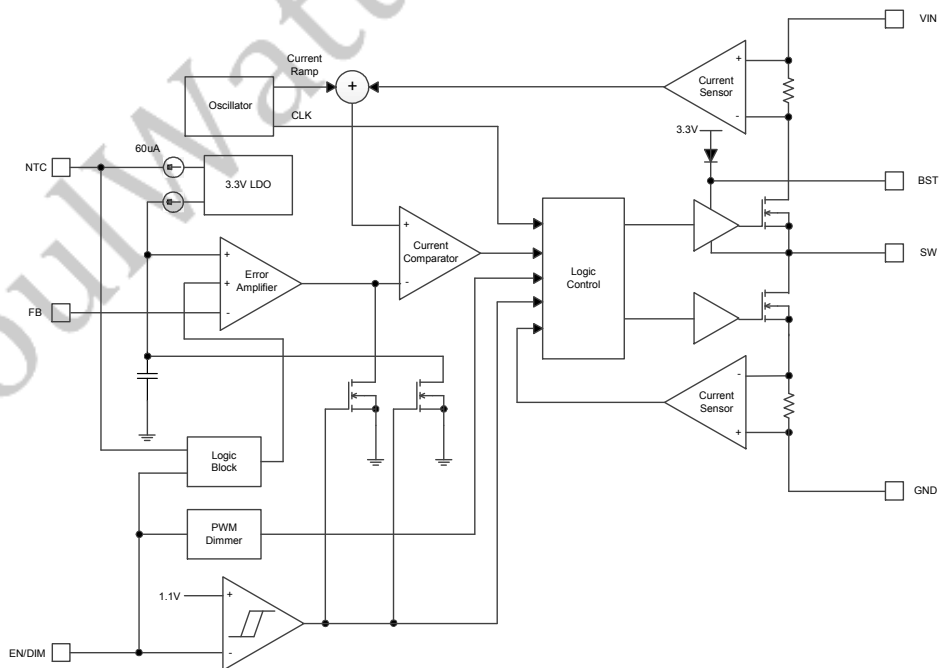 VIN
Current
Ramp
+
+
Current
Sensor
-
Oscillator
CLK
3.3V
60uA
NTC
3.3V LDO
BST
+
Current
Comparator
-
+
Error
Amplifier
+
-
Logic
Control
SW
FB
-
Current
Sensor
+
Logic
Block
GND
PWM
Dimmer
1.1V
+
-
EN/DIM